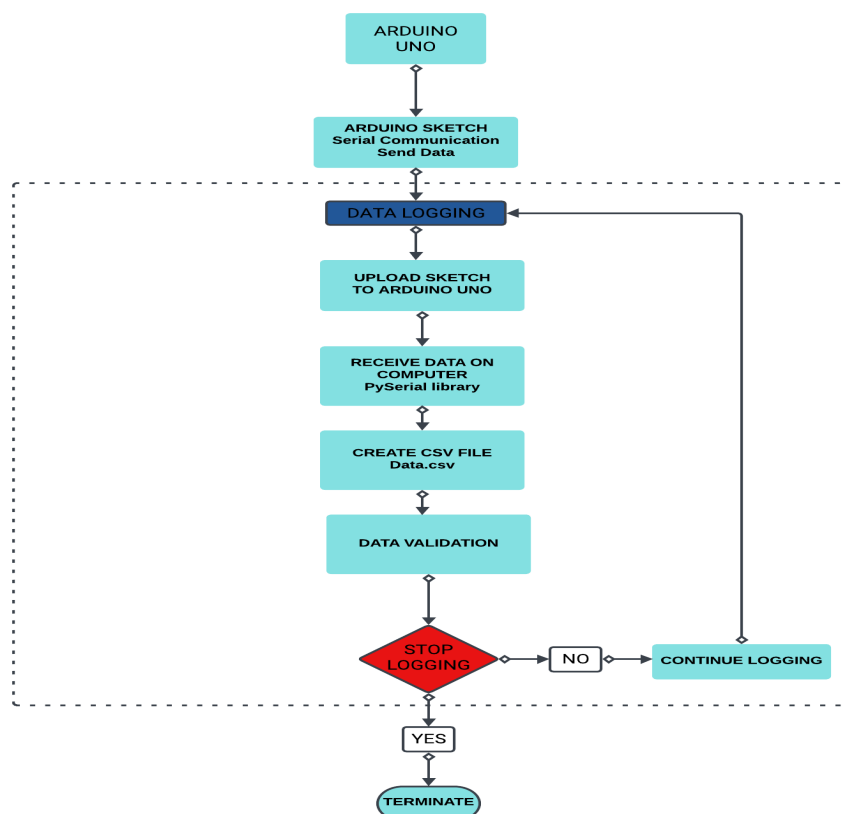 ARDUINO
UNO
ARDUINO SKETCH
Serial Communication
Send Data
DATA LOGGING
UPLOAD SKETCH
TO ARDUINO UNO
RECEIVE DATA ON
COMPUTER
PySerial library
CREATE CSV FILE
Data.csv
DATA VALIDATION
STOP
LOGGING
NO
CONTINUE LOGGING
YES
TERMINATE